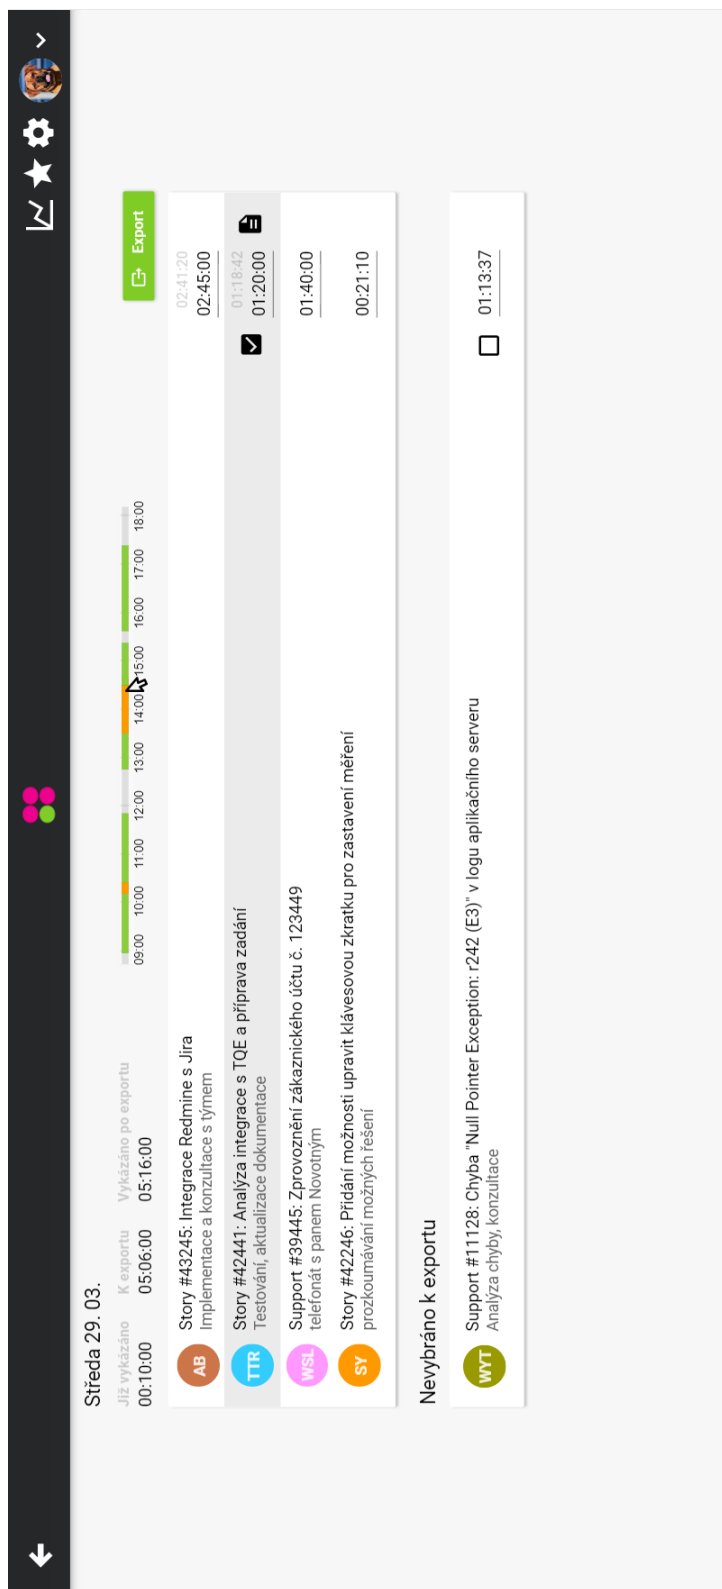 Středa 29. 03.
Již vykázáno K exportu Vykázáno po exportu
00:10:00 05:06:00 05:16:00
09:00 10:00 11:00 12:00 13:00 14:00 15:00 16:00 17:00 18:00
Export
AB
Story #43245: Integrace Redmine s Jira
Implementace a konzultace s týmem
02:41:20
02:45:00
TTR
Story #42441: Analýza integrace s TQE a příprava zadání
Testování, aktualizace dokumentace
01:18:42
01:20:00
WSL
Support #39445: Zprovoznění zákaznického účtu č. 123449
telefonát s panem Novotným
01:40:00
SY
Story #42246: Přidání možnosti upravit klávesovou zkratku pro zastavení měření
prozkoumávání možných řešení
00:21:10
Nevybráno k exportu
WYT
Support #11128: Chyba "Null Pointer Exception: r242 (E3)" v logu aplikačního serveru
Analýza chyby, konzultace
01:13:37